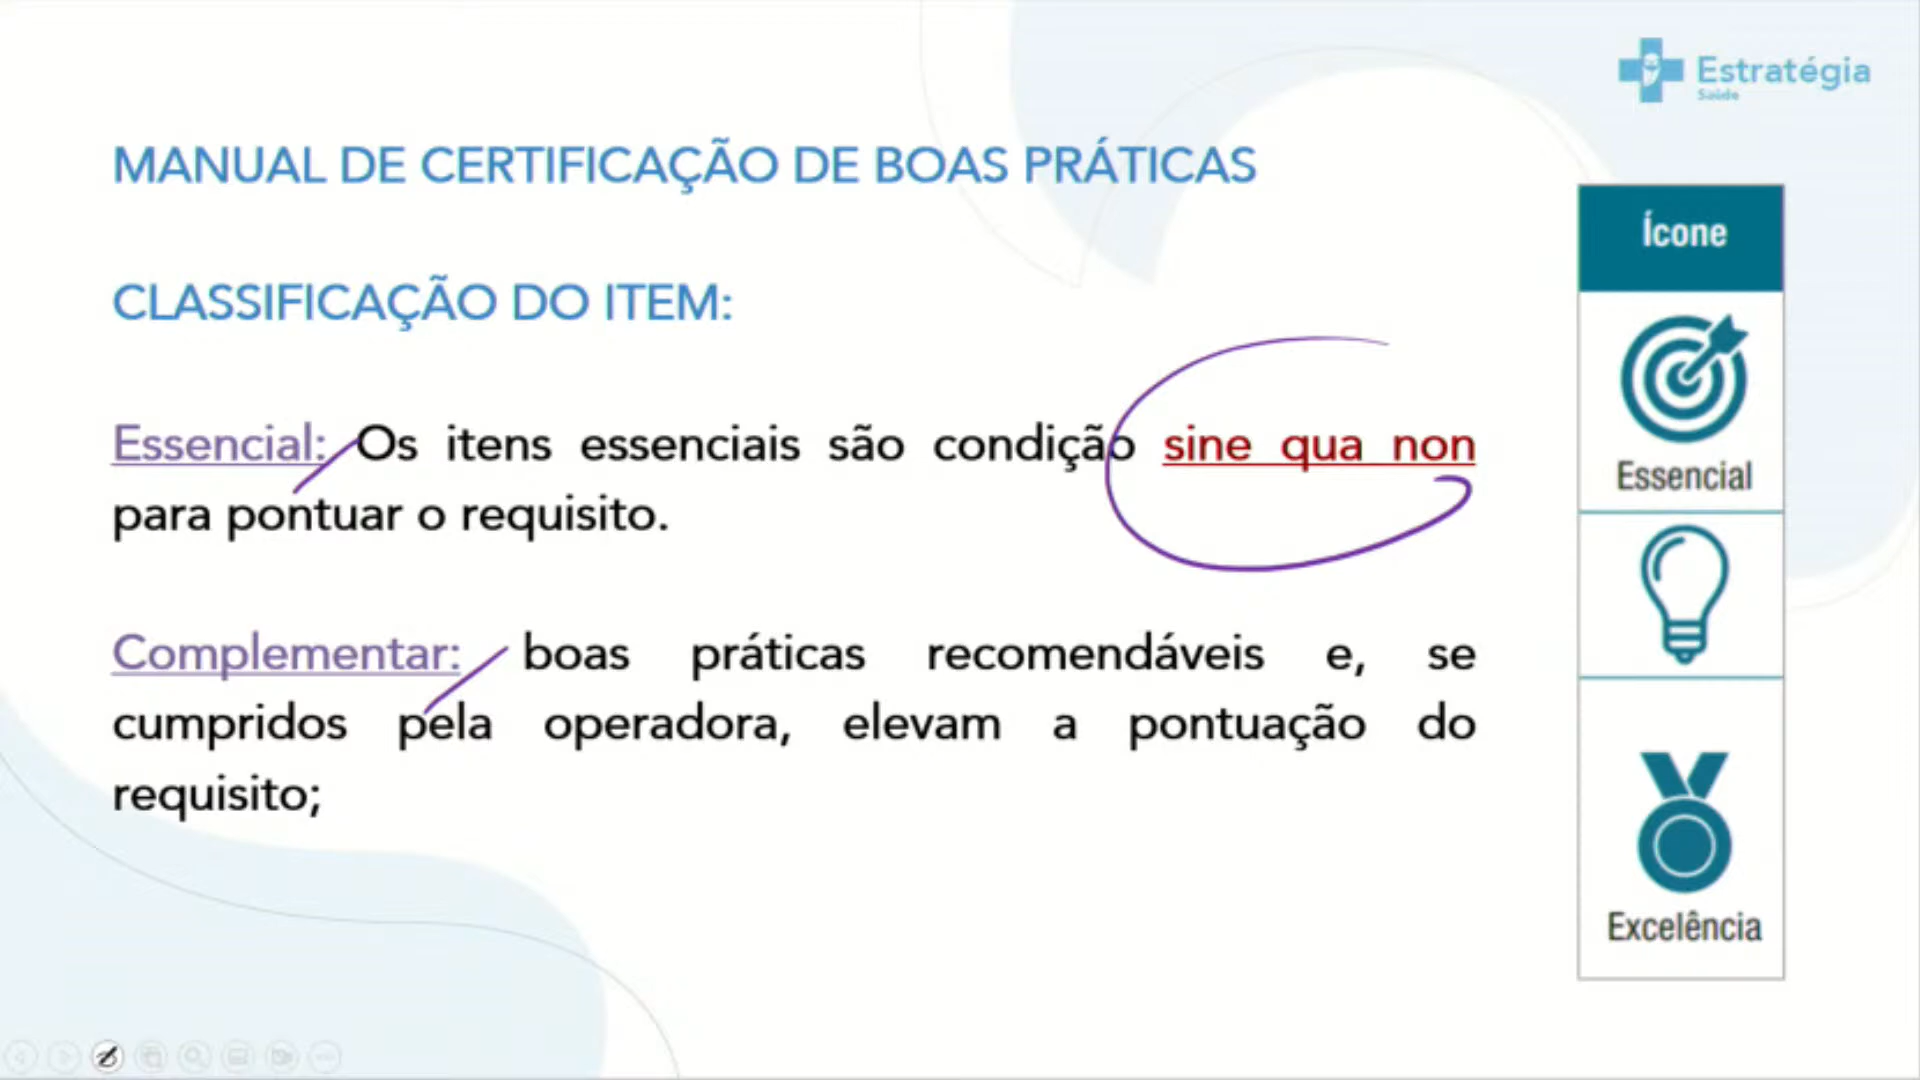 Estratégia
Saúde
MANUAL DE CERTIFICAÇÃO DE BOAS PRÁTICAS
CLASSIFICAÇÃO DO ITEM:
Essencial: Os itens essenciais são condição sine qua non
para pontuar o requisito.
Complementar: boas práticas recomendáveis e, se
cumpridos pela operadora, elevam a pontuação do
requisito;
Ícone
Essencial
Excelência